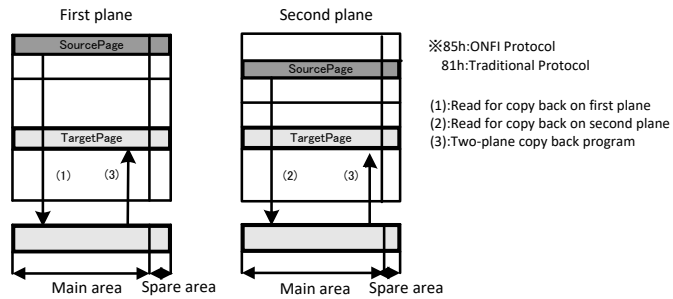 First plane
Second plane
SourcePage
SourcePage
TargetPage
TargetPage
(1)
(3)
(2)
(3)
Main area
Spare area
Main area
Spare area
※85h:ONFI Protocol
81h:Traditional Protocol
(1):Read for copy back on first plane
(2):Read for copy back on second plane
(3):Two-plane copy back program